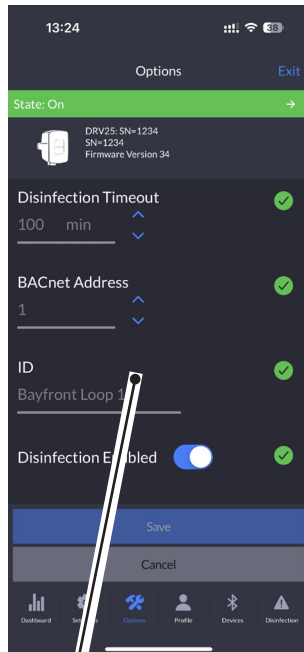 13:24
38
Options
Exit
State: On
DRV25: SN=1234
SN=1234
Firmware Version 34
Disinfection Timeout
100 min
BACnet Address
1
ID
Bayfront Loop 1
Disinfection Enabled
Save
Cancel
Dashboard
Options
Profile
Devices
Disinfection